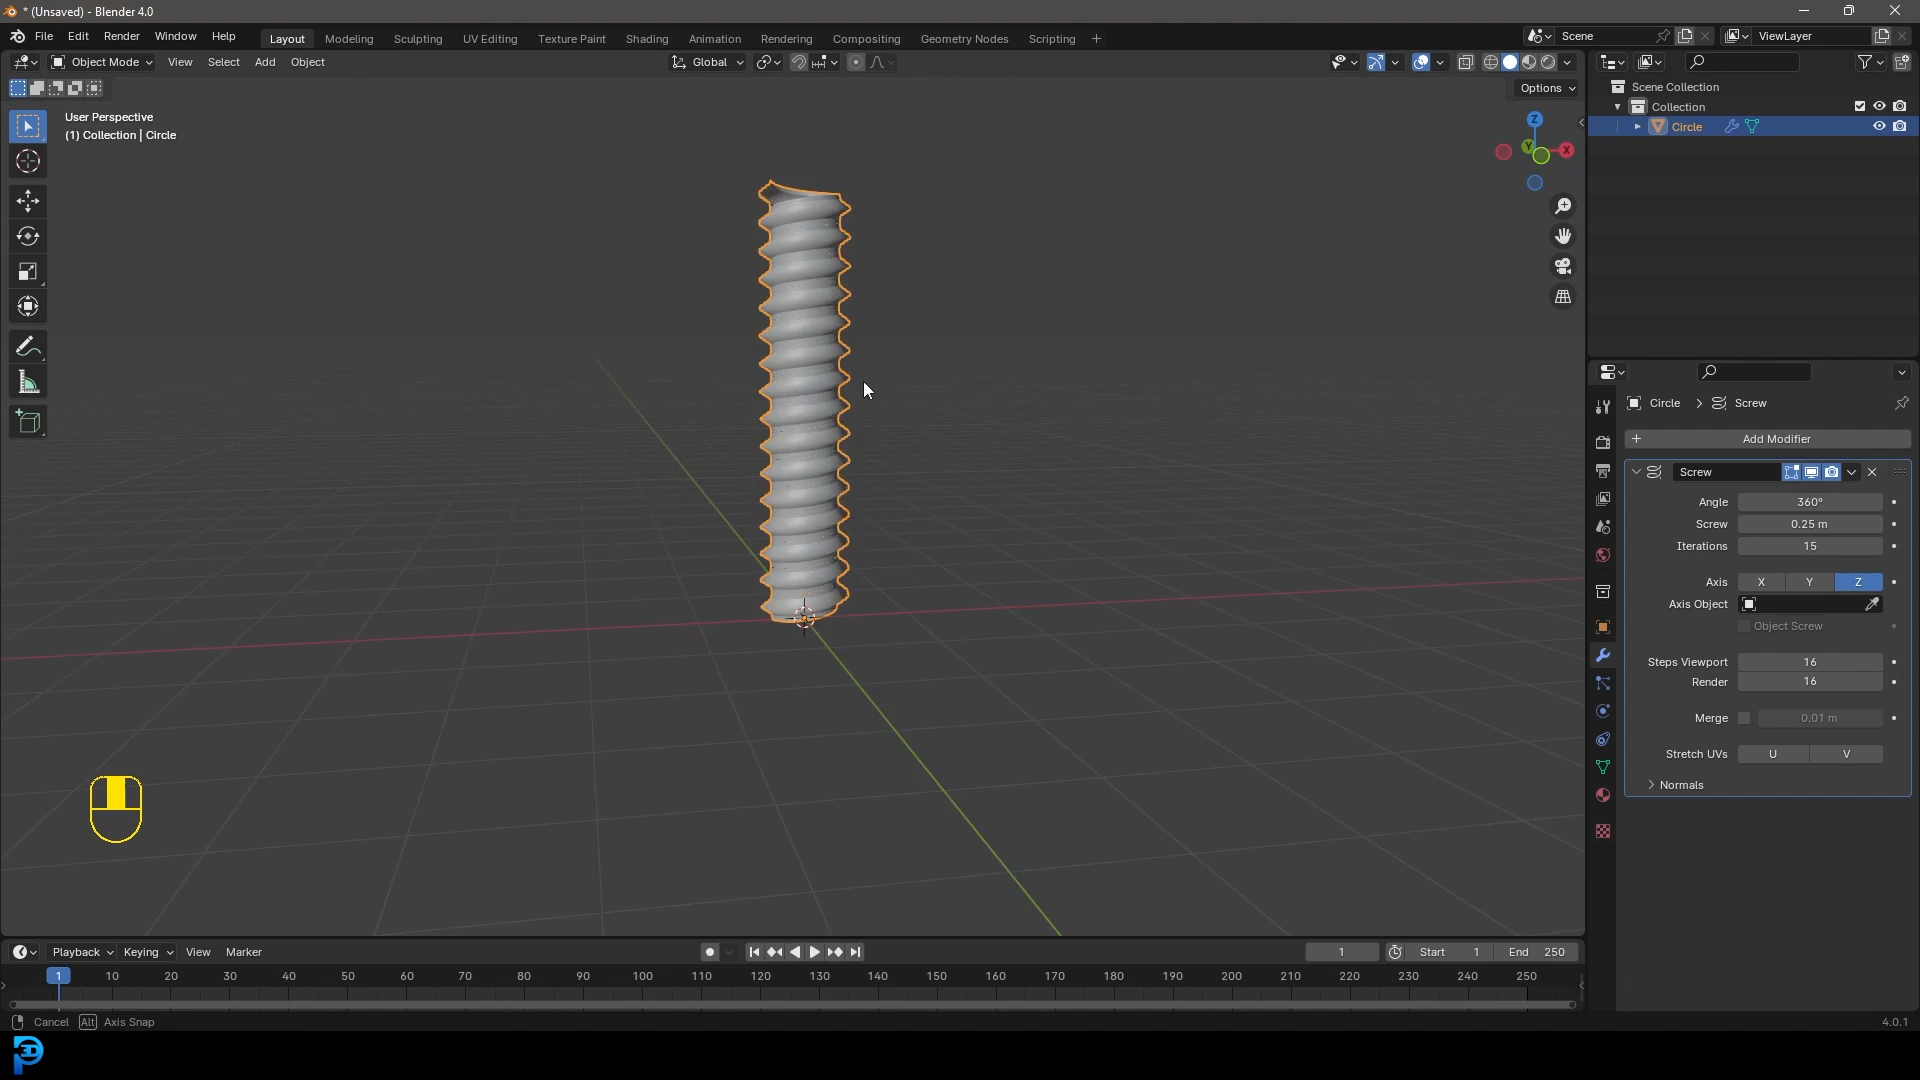 * (Unsaved) - Blender 4.0
File Edit Render Window Help
Layout Modeling Sculpting UV Editing Texture Paint Shading Animation Rendering Compositing Geometry Nodes Scripting +
Scene
ViewLayer
Object Mode View Select Add Object
Global
Options
User Perspective
(1) Collection | Circle
Z
Y
X
Scene Collection
Collection
Circle
Circle > Screw
+ Add Modifier
Screw
Angle 360°
Screw 0.25 m
Iterations 15
Axis X Y Z
Axis Object
Object Screw
Steps Viewport 16
Render 16
Merge 0.01 m
Stretch UVs U V
Normals
Playback Keying View Marker
1 Start 1 End 250
1 10 20 30 40 50 60 70 80 90 100 110 120 130 140 150 160 170 180 190 200 210 220 230 240 250
Cancel Alt Axis Snap
4.0.1
P3D